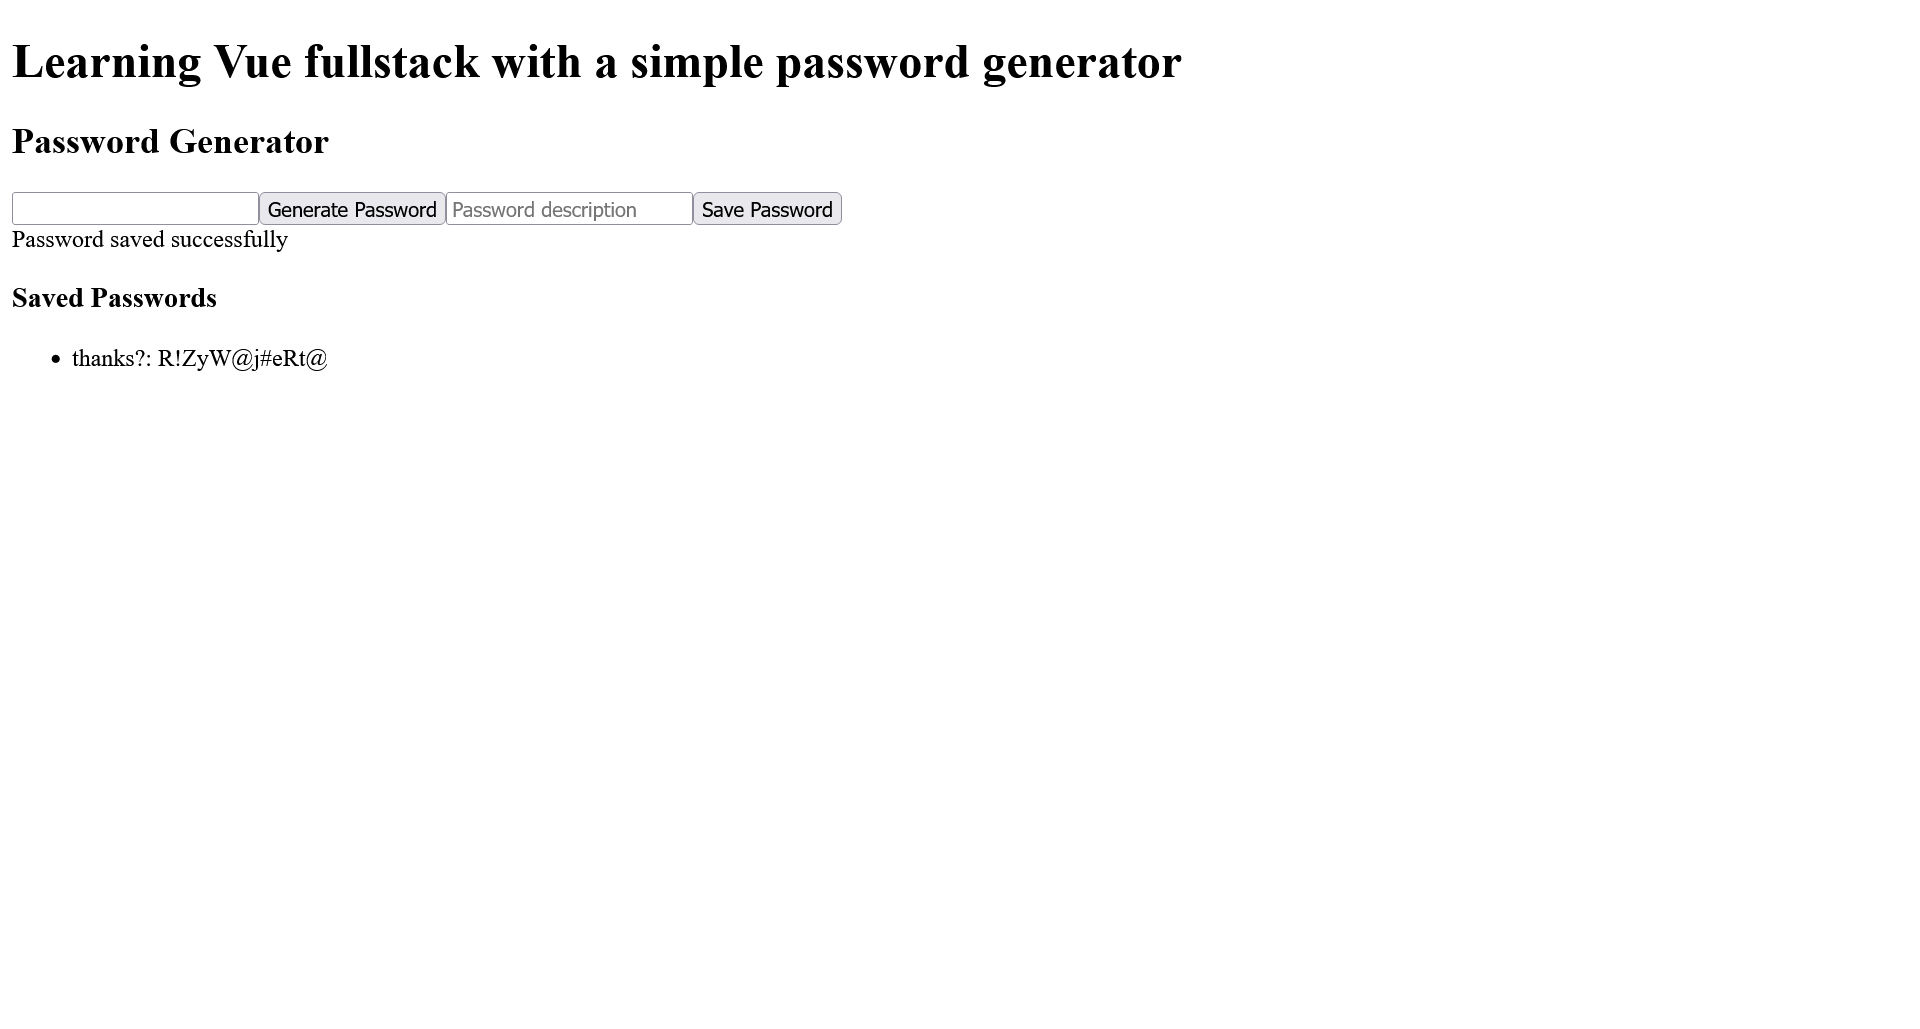 Learning Vue fullstack with a simple password generator
Password Generator
Generate Password Password description Save Password
Password saved successfully
Saved Passwords
• thanks?: R!ZyW@j#eRt@